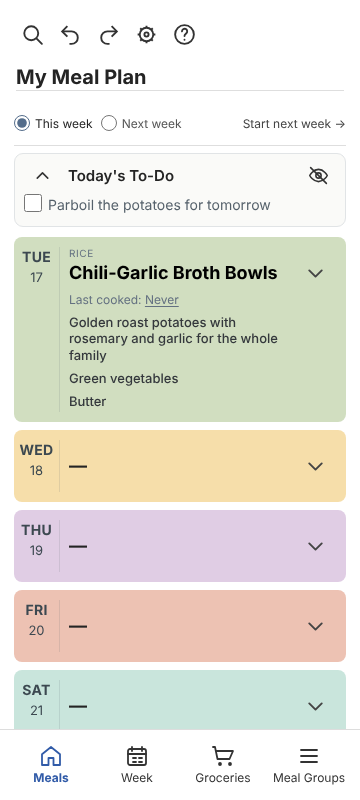 My Meal Plan
This week
Next week
Start next week →
Today's To-Do
Parboil the potatoes for tomorrow
TUE
17
RICE
Chili-Garlic Broth Bowls
Last cooked: Never
Golden roast potatoes with
rosemary and garlic for the whole
family
Green vegetables
Butter
WED
18
—
THU
19
—
FRI
20
—
SAT
21
—
Meals
Week
Groceries
Meal Groups